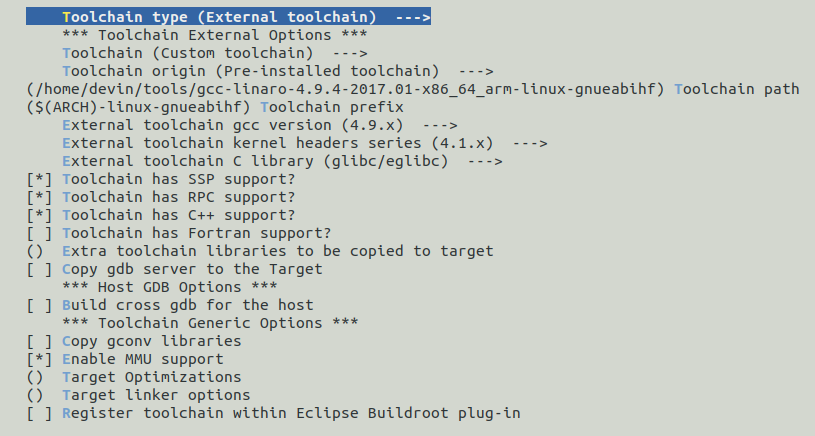 Toolchain type (External toolchain)  --->
*** Toolchain External Options ***
Toolchain (Custom toolchain)  --->
Toolchain origin (Pre-installed toolchain)  --->
(/home/devin/tools/gcc-linaro-4.9.4-2017.01-x86_64_arm-linux-gnueabihf) Toolchain path
($(ARCH)-linux-gnueabihf) Toolchain prefix
External toolchain gcc version (4.9.x)  --->
External toolchain kernel headers series (4.1.x)  --->
External toolchain C library (glibc/eglibc)  --->
[*] Toolchain has SSP support?
[*] Toolchain has RPC support?
[*] Toolchain has C++ support?
[ ] Toolchain has Fortran support?
()  Extra toolchain libraries to be copied to target
[ ] Copy gdb server to the Target
*** Host GDB Options ***
[ ] Build cross gdb for the host
*** Toolchain Generic Options ***
[ ] Copy gconv libraries
[*] Enable MMU support
()  Target Optimizations
()  Target linker options
[ ] Register toolchain within Eclipse Buildroot plug-in